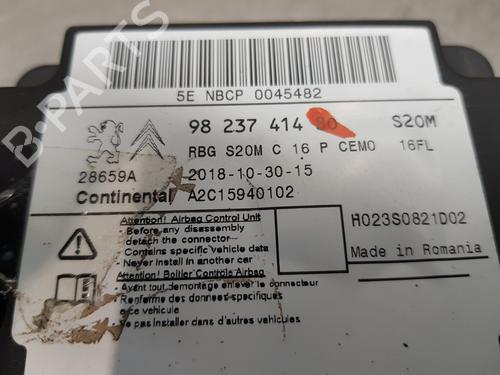 5E NBCP 0045482
98 237 414 80 S20M
RBG S20M C 16 P CEMO 16FL
28659A 2018-10-30-15
Continental A2C15940102
Attention! Airbag Control Unit
- Before any disassembly
detach the connector
- Contains specific vehicle data
- Never install in another car
H023S0821D02
Made in Romania
Attention! Boitier Controle Airbag
- Avant tout demontage enlever le connecteur
- Renferme des donnees specifiques
a ce vehicule
- Ne pas installer dans d'autres vehicules
B-PARTS